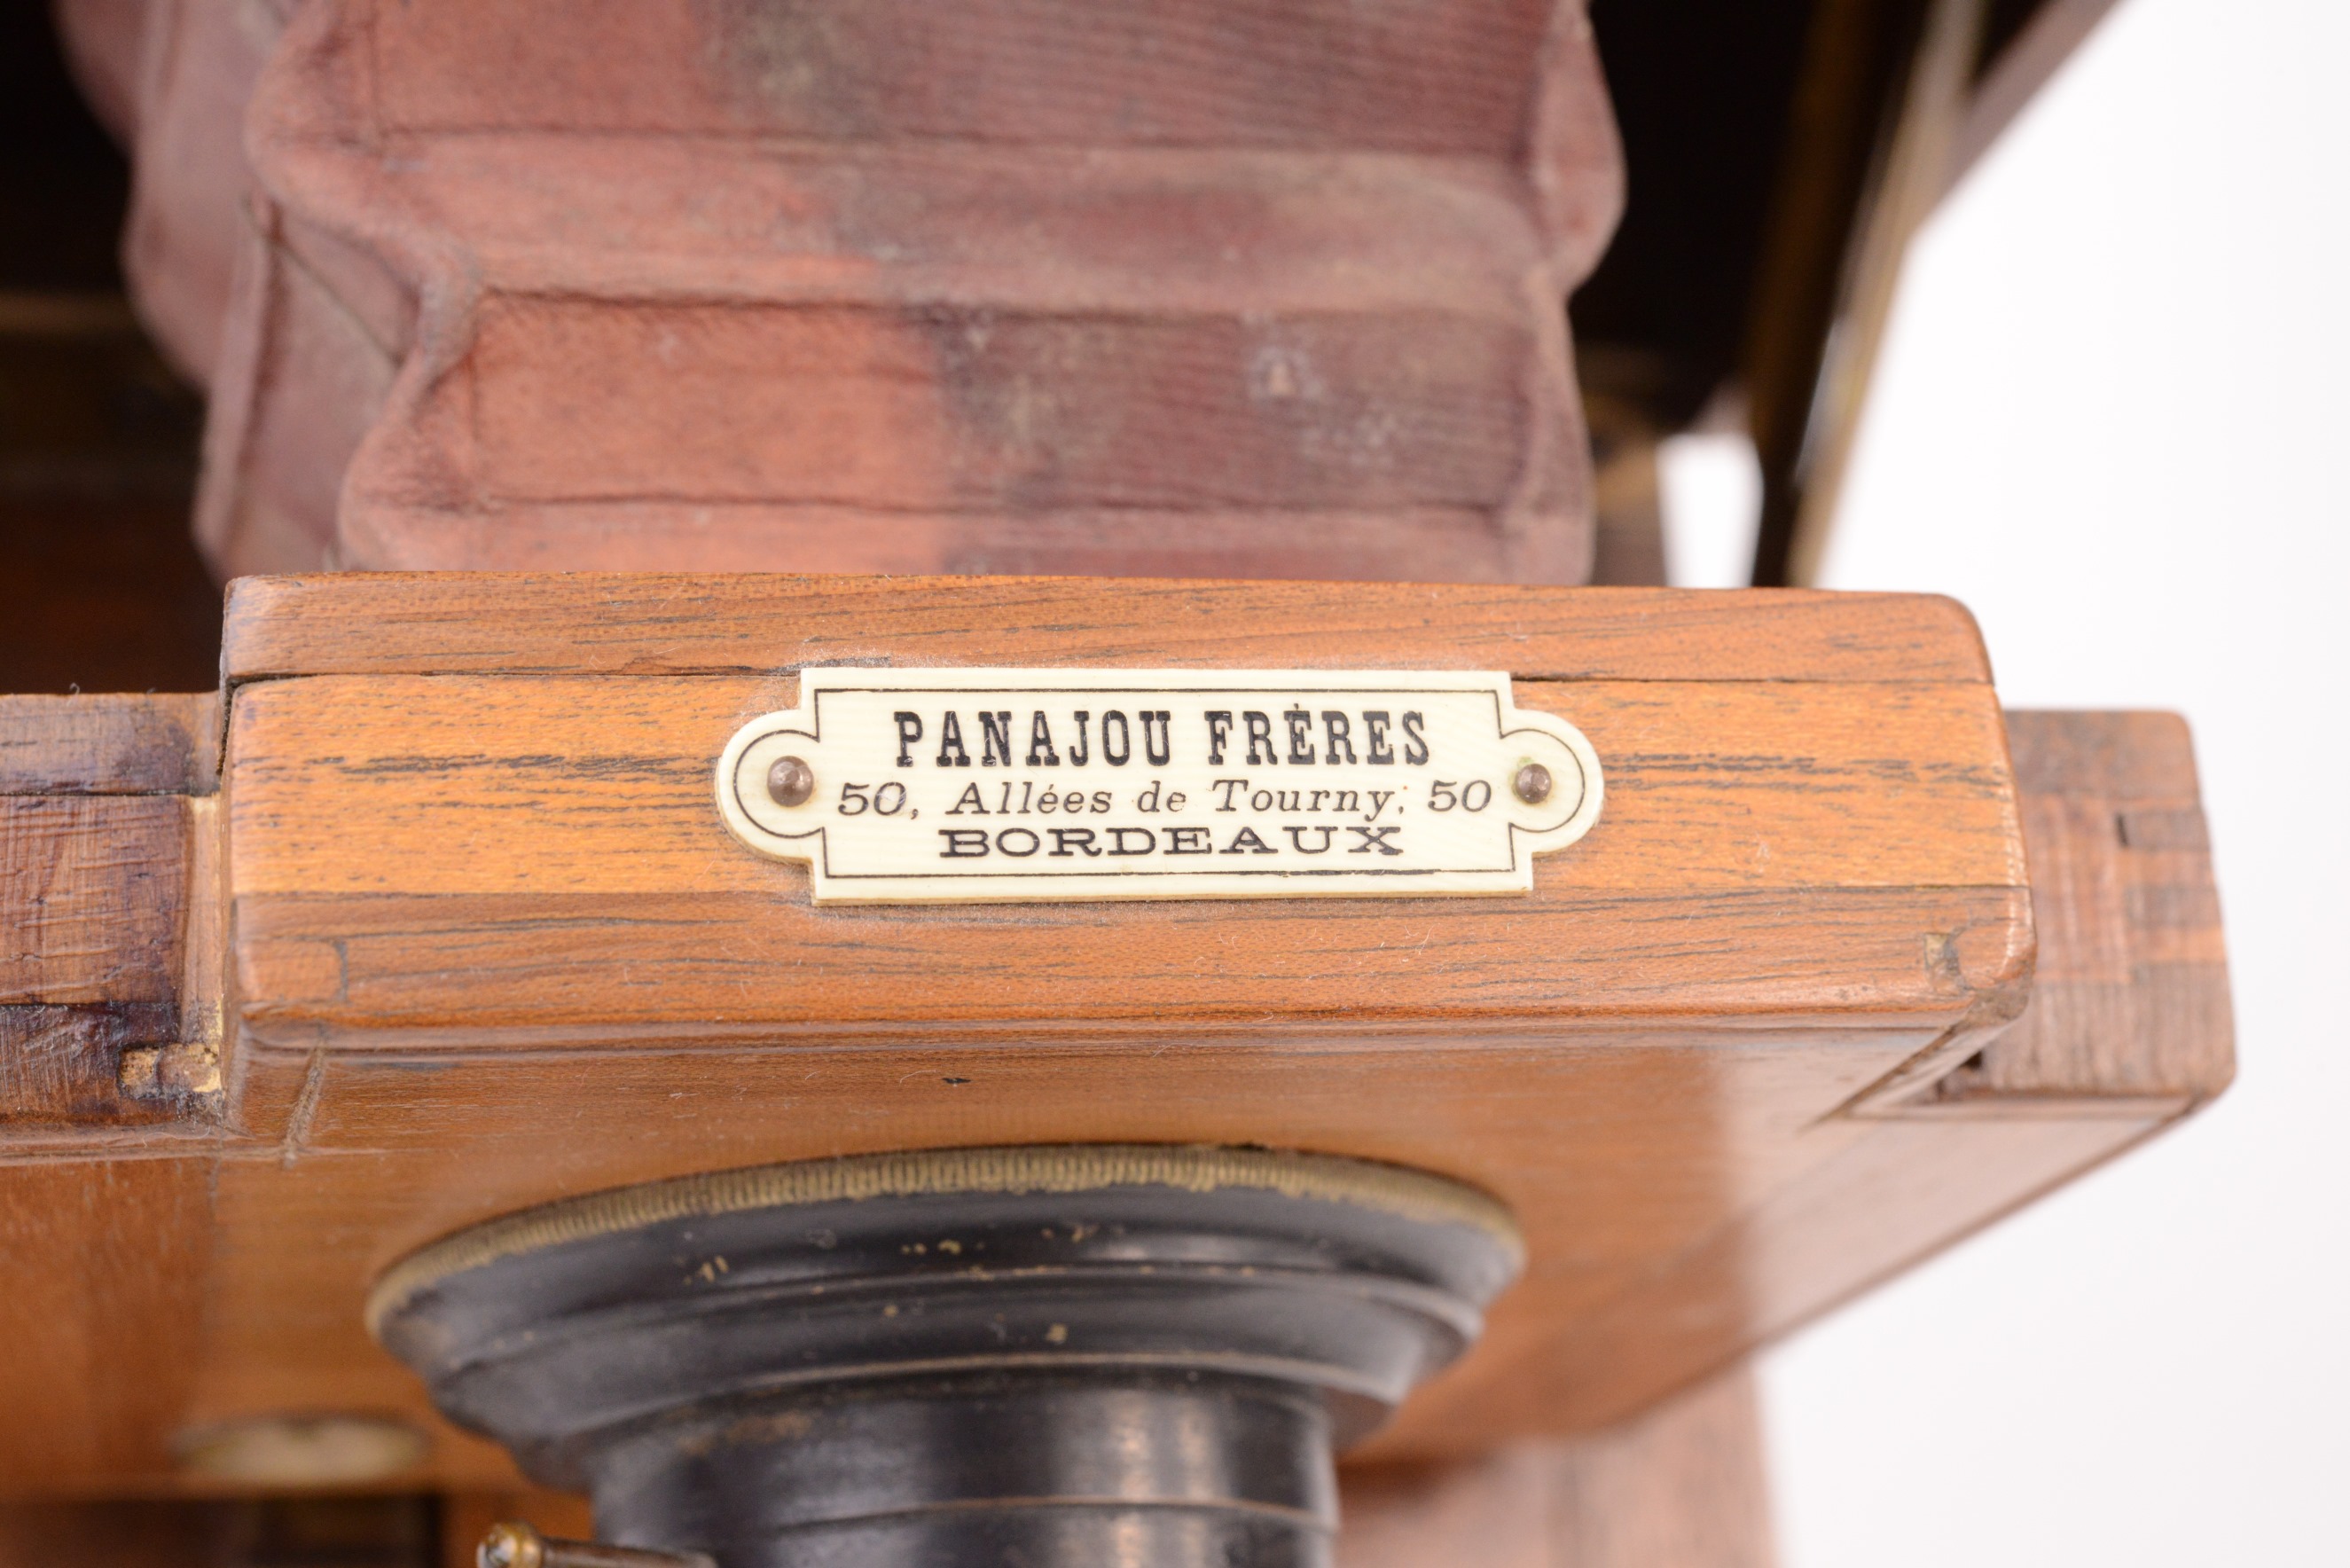 PANAJOU FRÈRES
50, Allées de Tourny, 50
BORDEAUX